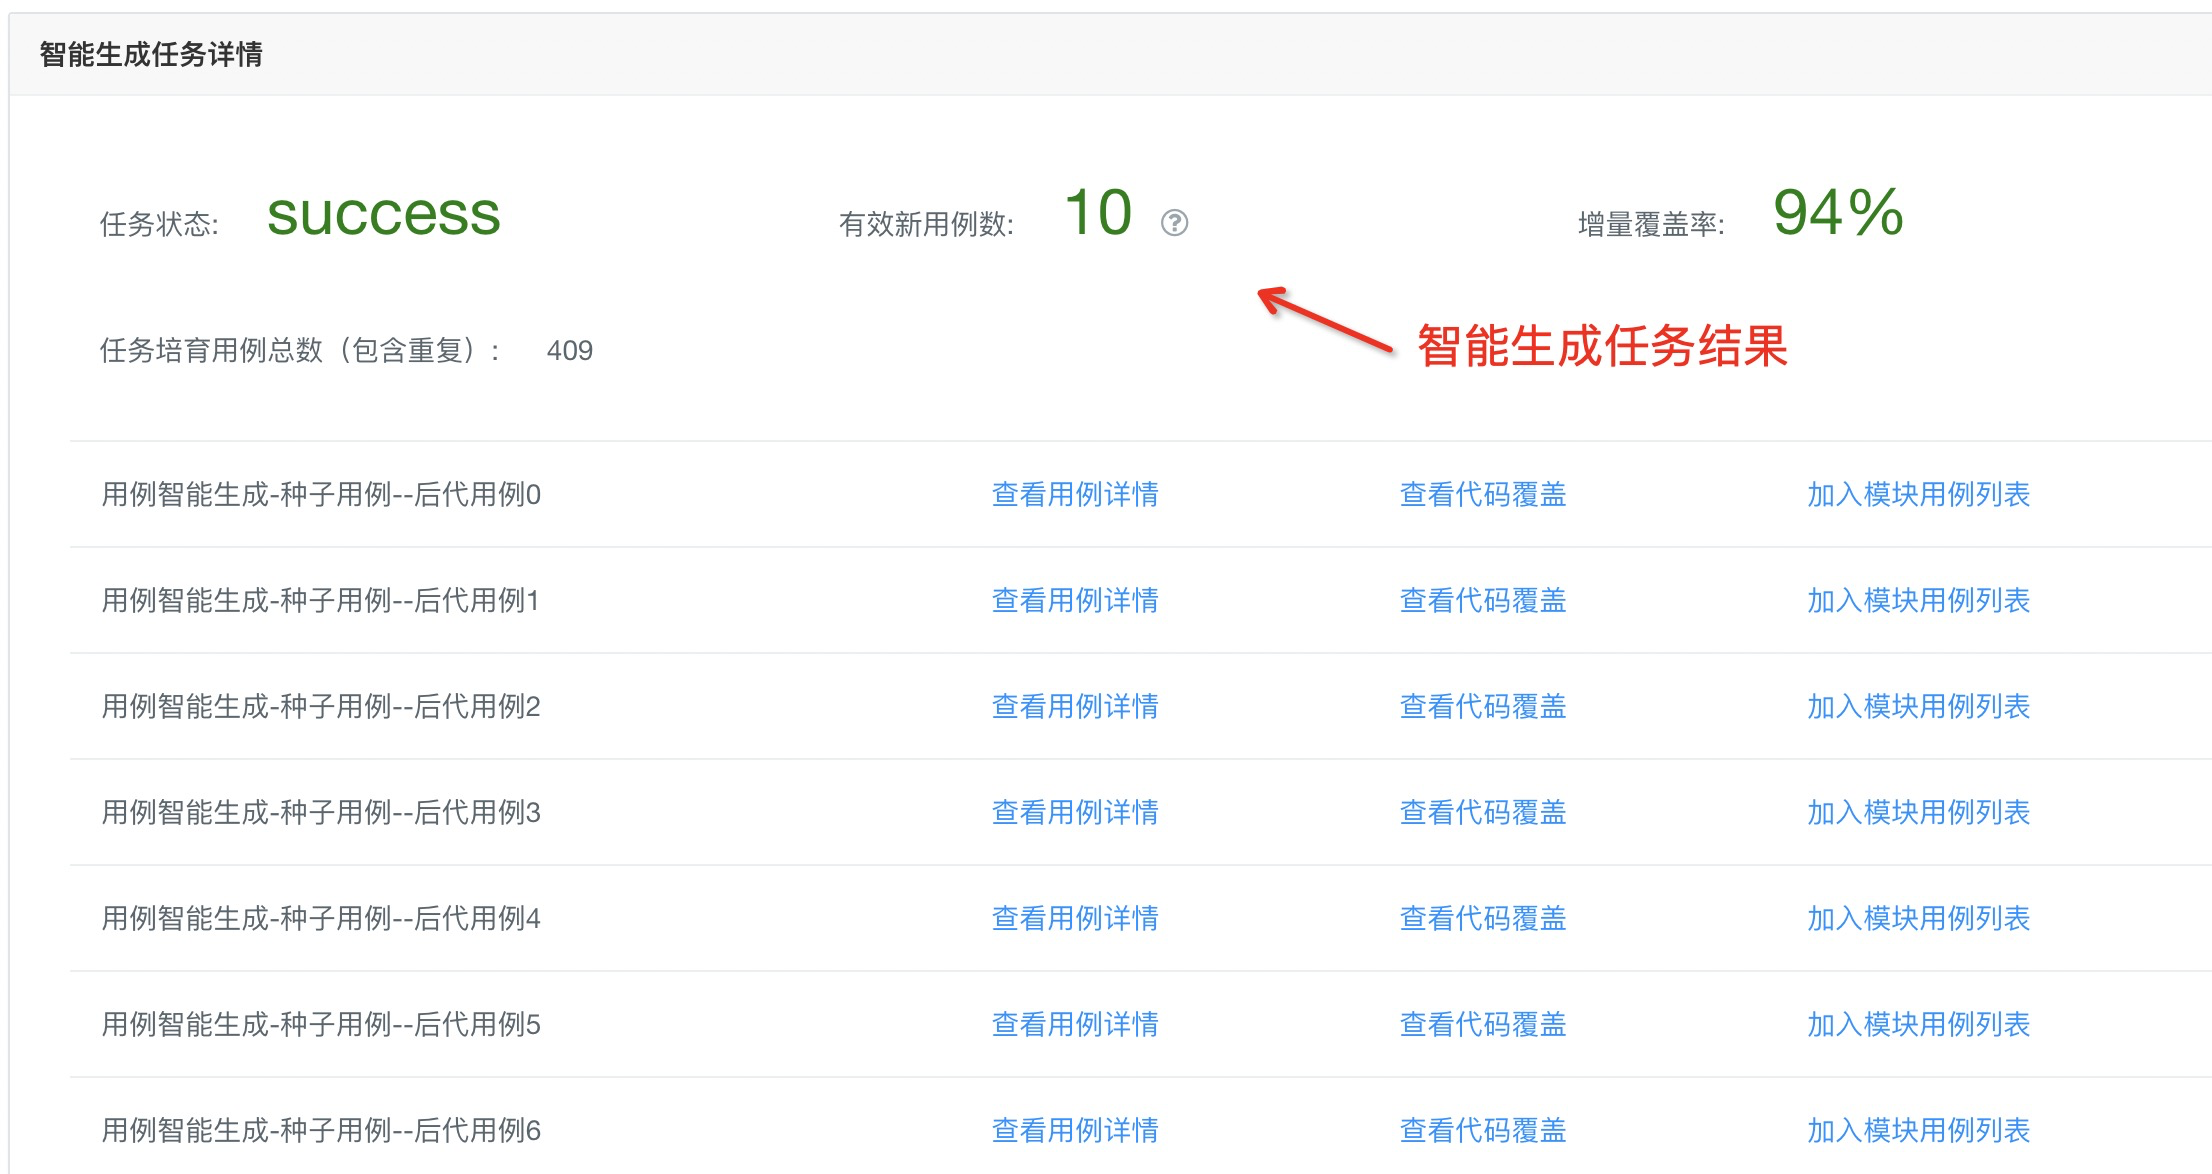 智能生成任务详情
任务状态: success 有效新用例数: 10 ? 增量覆盖率: 94%
智能生成任务结果
任务培育用例总数（包含重复）: 409
用例智能生成-种子用例--后代用例0 查看用例详情 查看代码覆盖 加入模块用例列表
用例智能生成-种子用例--后代用例1 查看用例详情 查看代码覆盖 加入模块用例列表
用例智能生成-种子用例--后代用例2 查看用例详情 查看代码覆盖 加入模块用例列表
用例智能生成-种子用例--后代用例3 查看用例详情 查看代码覆盖 加入模块用例列表
用例智能生成-种子用例--后代用例4 查看用例详情 查看代码覆盖 加入模块用例列表
用例智能生成-种子用例--后代用例5 查看用例详情 查看代码覆盖 加入模块用例列表
用例智能生成-种子用例--后代用例6 查看用例详情 查看代码覆盖 加入模块用例列表